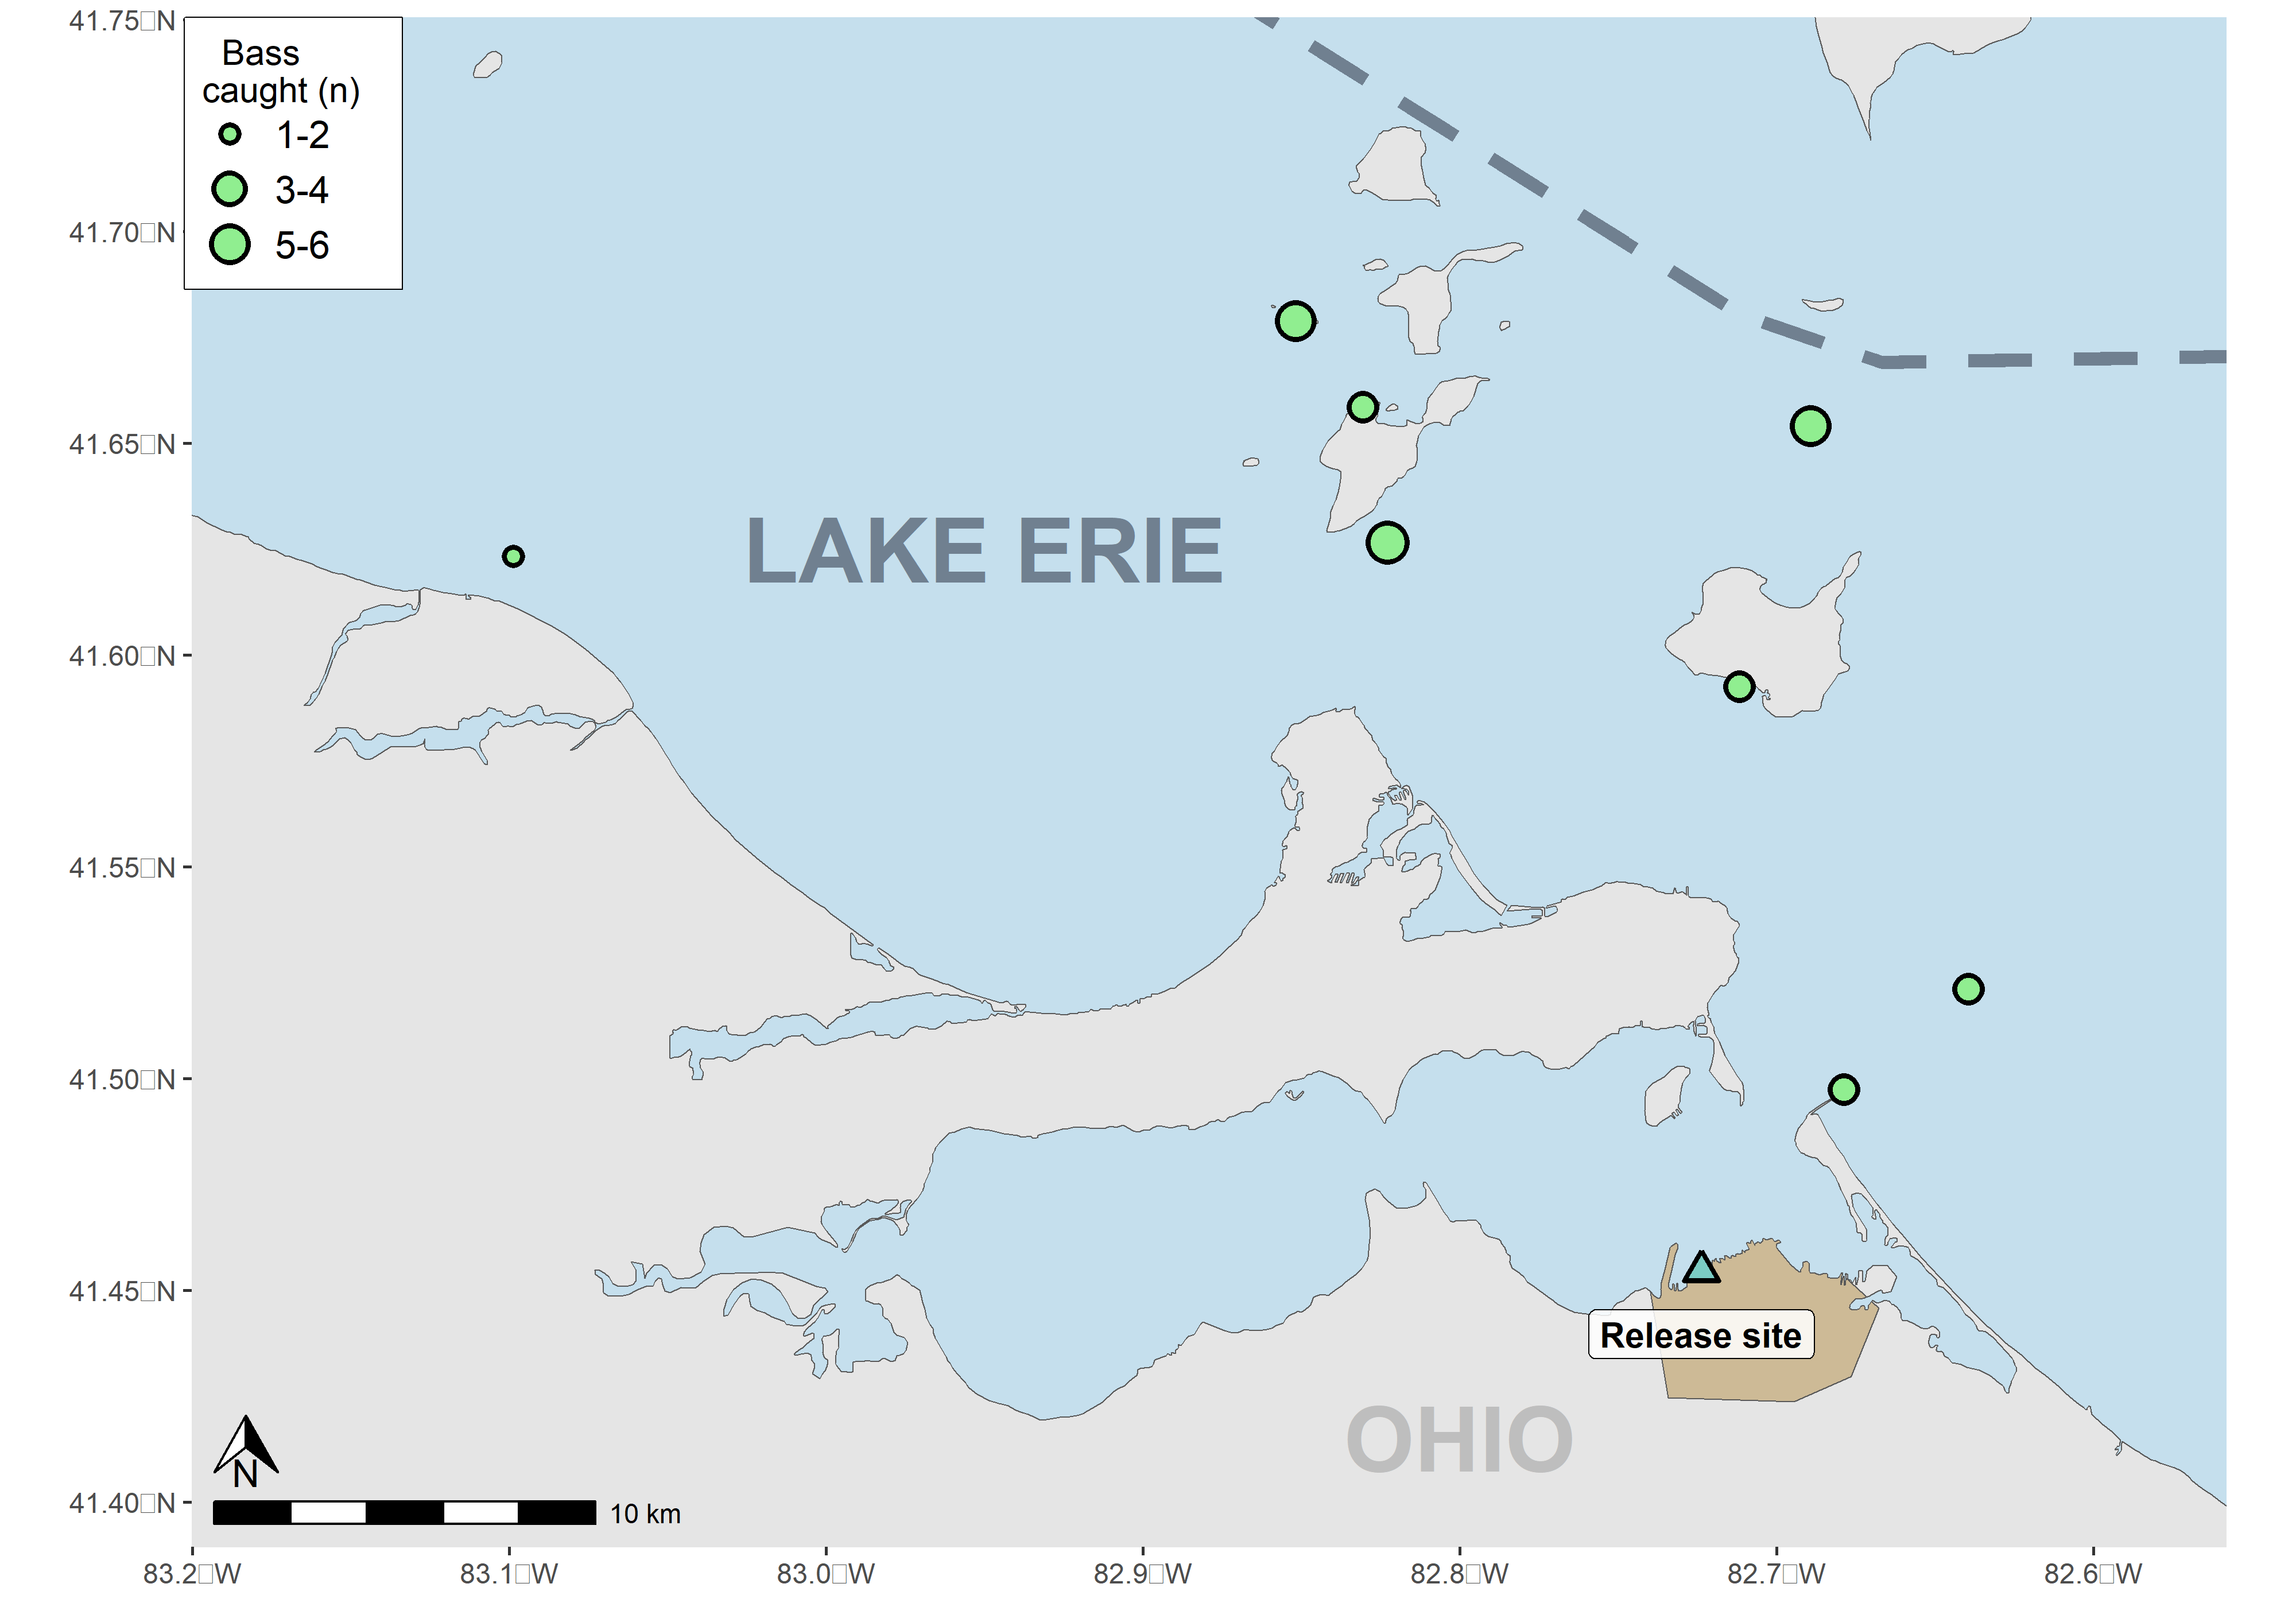 41.75□N
Bass
caught (n)
1-2
3-4
5-6
41.70□N
41.65□N
LAKE ERIE
41.60□N
41.55□N
41.50□N
41.45□N
Release site
OHIO
N
10 km
41.40□N
83.2□W 83.1□W 83.0□W 82.9□W 82.8□W 82.7□W 82.6□W